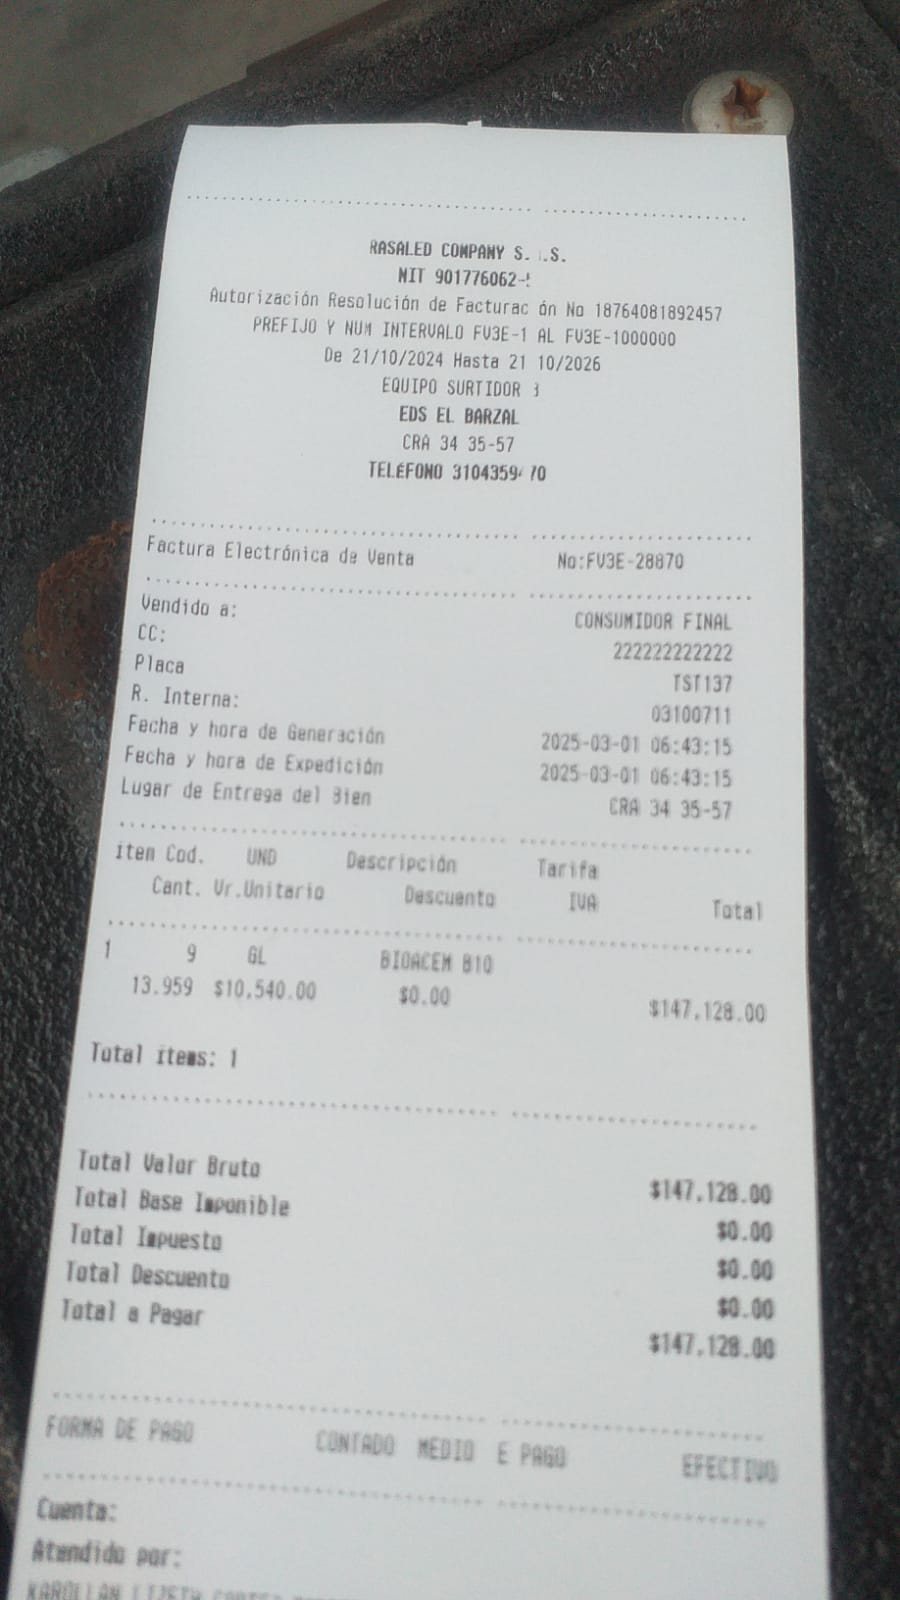 RASALED COMPANY S. .S.
NIT 901776062-
Autorización Resolución de Facturac ón No 18764081892457
PREFIJO Y NUM INTERVALO FV3E-1 AL FV3E-1000000
De 21/10/2024 Hasta 21 10/2026
EQUIPO SURTIDOR 3
EDS EL BARZAL
CRA 34 35-57
TELÉFONO 3104359 70
Factura Electrónica de Venta No:FV3E-28870
Vendido a: CONSUMIDOR FINAL
CC: 222222222222
Placa TST137
R. Interna: 03100711
Fecha y hora de Generación 2025-03-01 06:43:15
Fecha y hora de Expedición 2025-03-01 06:43:15
Lugar de Entrega del Bien CRA 34 35-57
item Cod. UND Descripción Tarifa
Cant. Vr.Unitario Descuento IVA Total
1 9 GL BIOACEM B10
13.959 $10,540.00 $0.00 $147,128.00
Total items: 1
Total Valor Bruto $147,128.00
Total Base Imponible $0.00
Total Impuesto $0.00
Total Descuento $0.00
Total a Pagar $147,128.00
FORMA DE PAGO CONTADO MEDIO E PAGO EFECTIVO
Cuenta:
Atendido por: